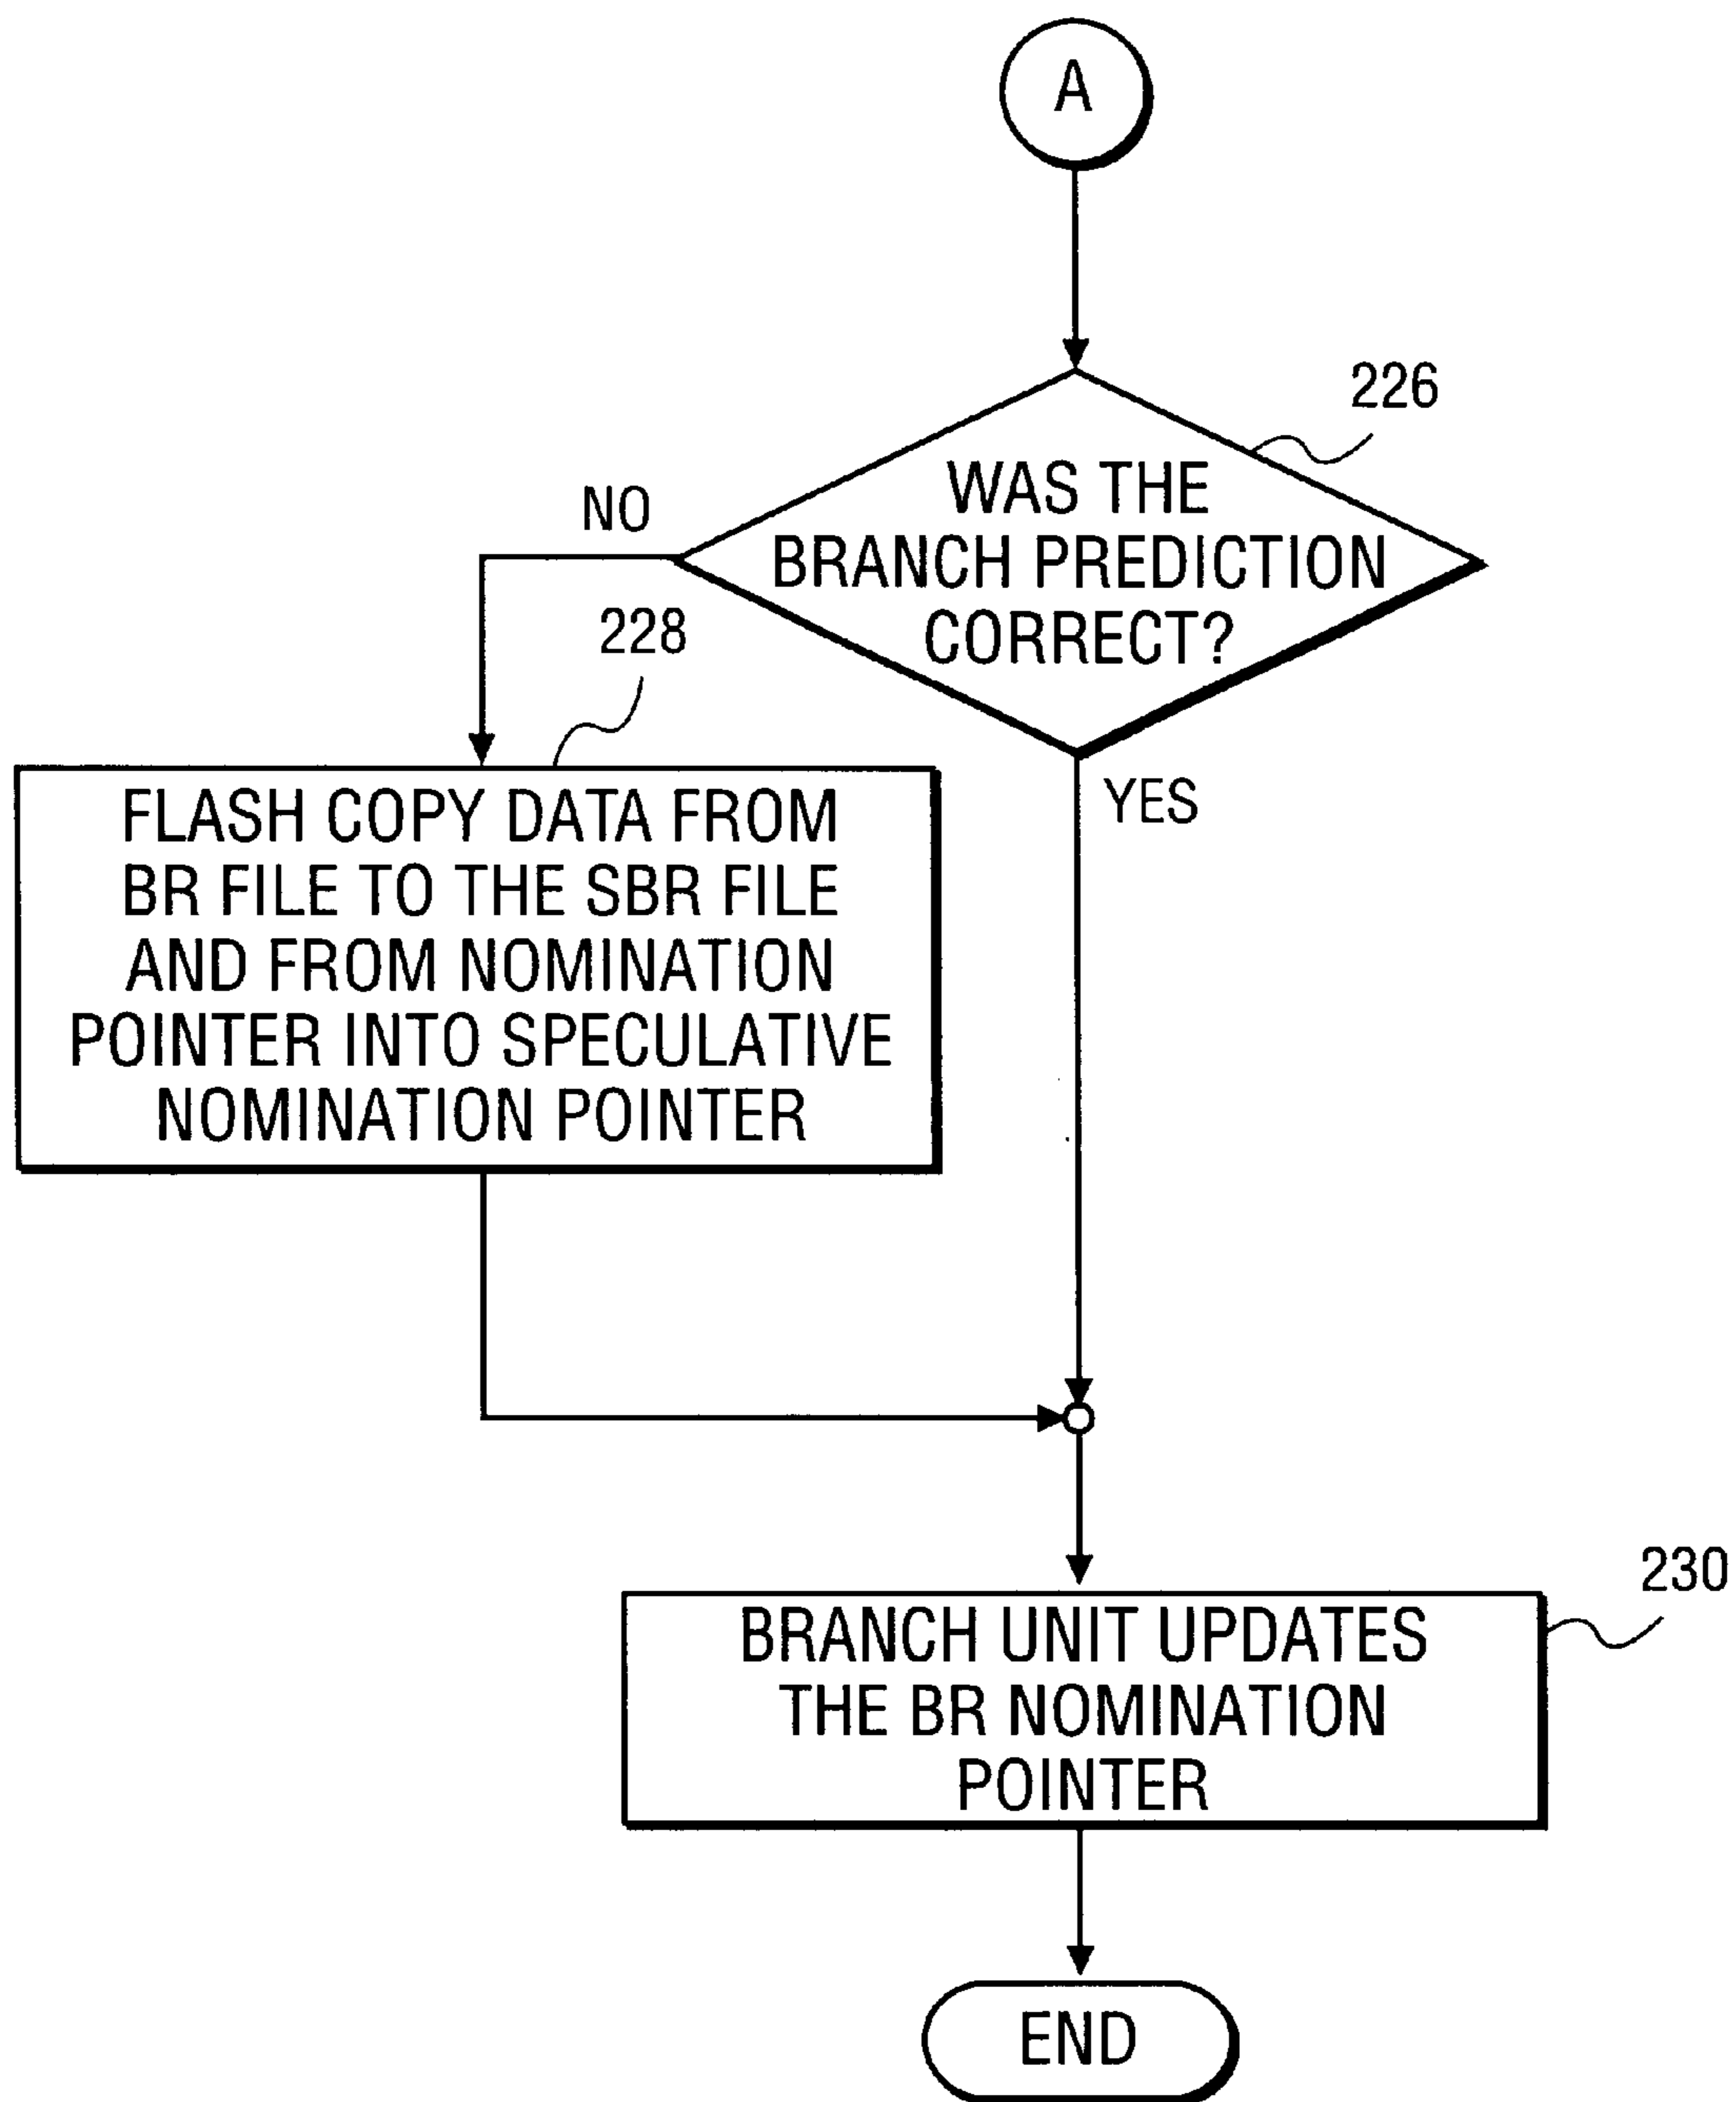 A
226
WAS THE
BRANCH PREDICTION
CORRECT?
NO
228
YES
FLASH COPY DATA FROM
BR FILE TO THE SBR FILE
AND FROM NOMINATION
POINTER INTO SPECULATIVE
NOMINATION POINTER
230
BRANCH UNIT UPDATES
THE BR NOMINATION
POINTER
END